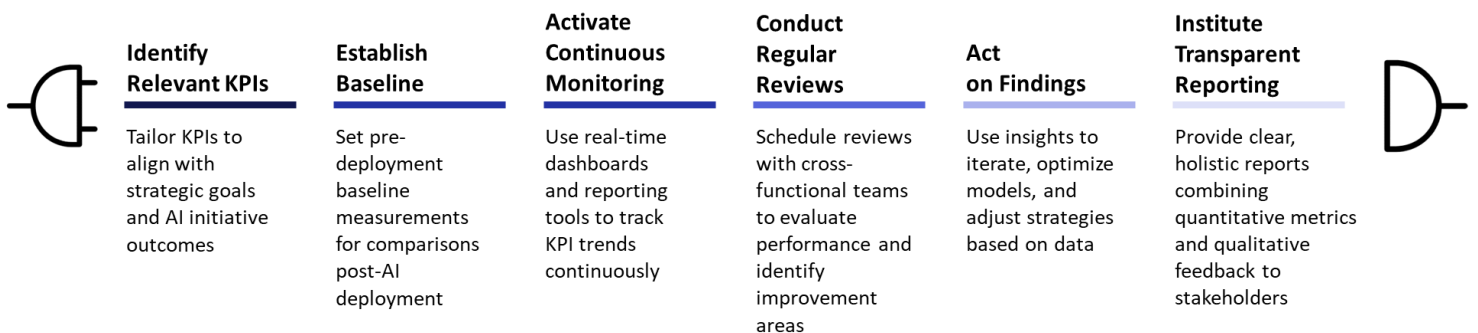 Identify
Relevant KPIs
Tailor KPIs to
align with
strategic goals
and AI initiative
outcomes
Establish
Baseline
Set pre-
deployment
baseline
measurements
for comparisons
post-AI
deployment
Activate
Continuous
Monitoring
Use real-time
dashboards
and reporting
tools to track
KPI trends
continuously
Conduct
Regular
Reviews
Schedule reviews
with cross-
functional teams
to evaluate
performance and
identify
improvement
areas
Act
on Findings
Use insights to
iterate, optimize
models, and
adjust strategies
based on data
Institute
Transparent
Reporting
Provide clear,
holistic reports
combining
quantitative metrics
and qualitative
feedback to
stakeholders